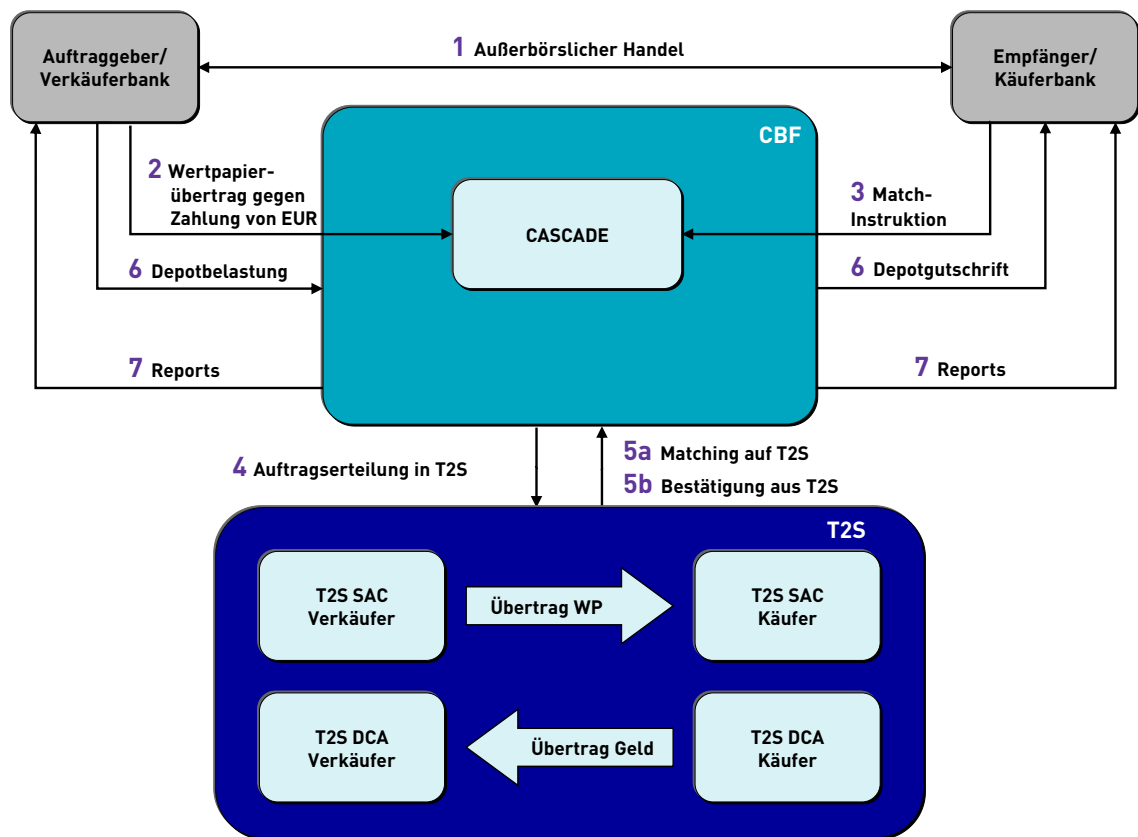 Auftraggeber/
Verkäuferbank
1 Außerbörslicher Handel
Empfänger/
Käuferbank
CBF
2 Wertpapier-
übertrag gegen
Zahlung von EUR
CASCADE
3 Match-
Instruktion
6 Depotbelastung
6 Depotgutschrift
7 Reports
7 Reports
4 Auftragserteilung in T2S
5a Matching auf T2S
5b Bestätigung aus T2S
T2S
T2S SAC
Verkäufer
Übertrag WP
T2S SAC
Käufer
T2S DCA
Verkäufer
Übertrag Geld
T2S DCA
Käufer